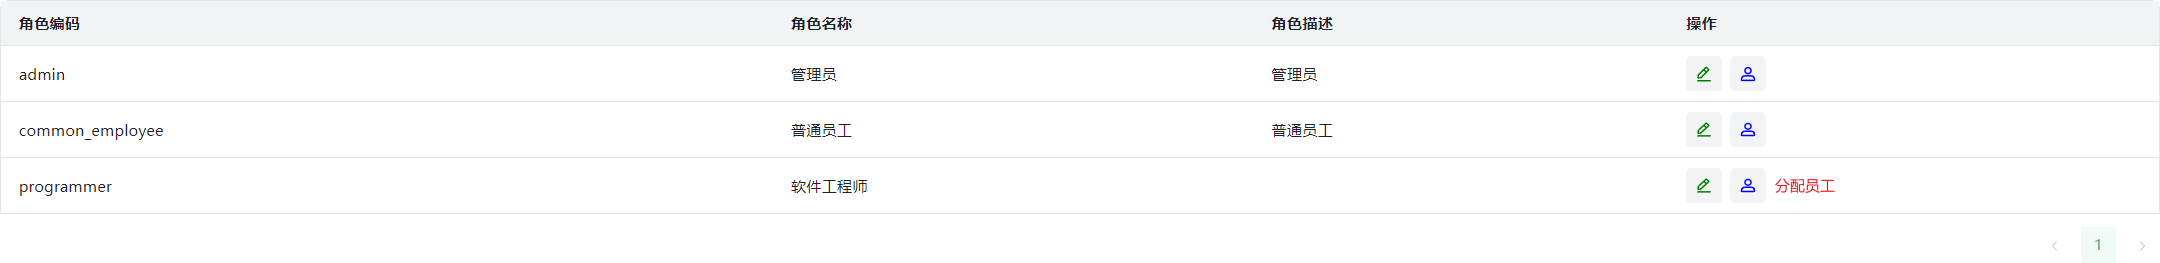 角色编码 角色名称 角色描述 操作
admin 管理员 管理员
common_employee 普通员工 普通员工
programmer 软件工程师 分配员工
1